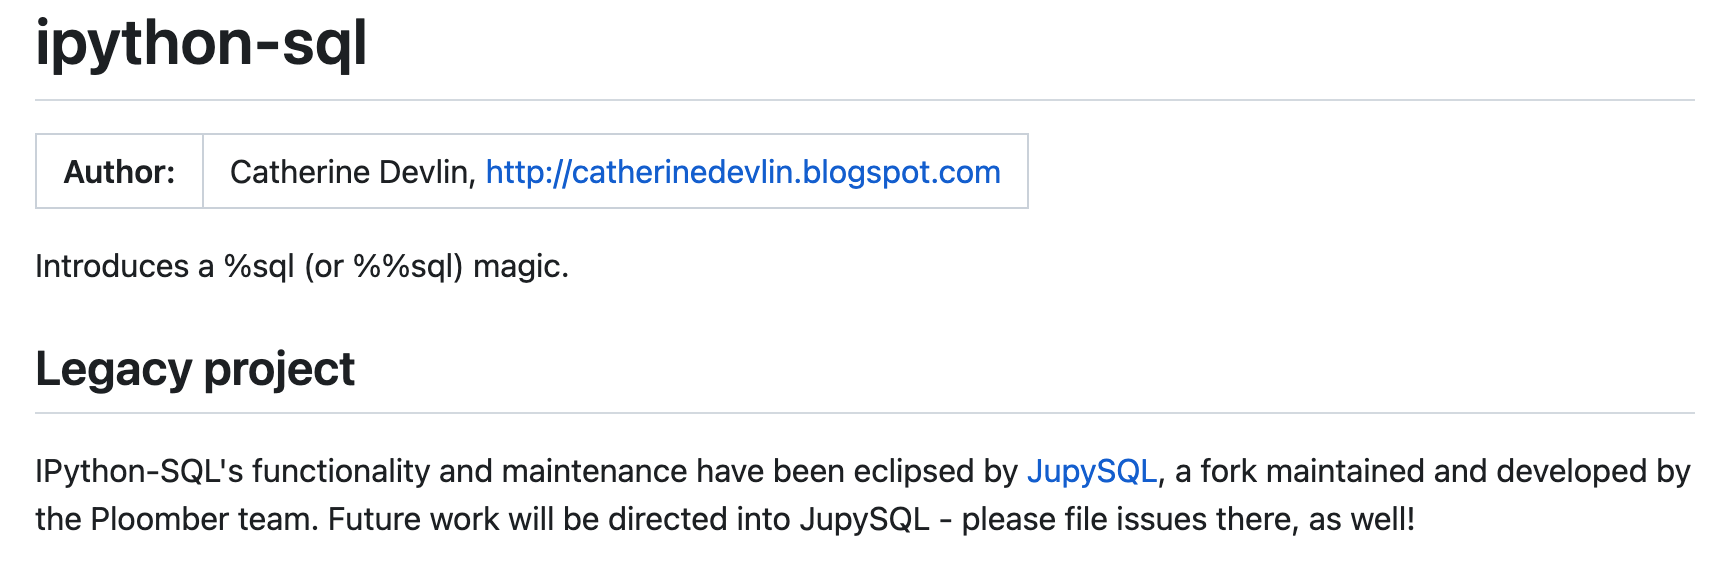 ipython-sql
Author: Catherine Devlin, http://catherinedevlin.blogspot.com
Introduces a %sql (or %%sql) magic.
Legacy project
IPython-SQL's functionality and maintenance have been eclipsed by JupySQL, a fork maintained and developed by
the Ploomber team. Future work will be directed into JupySQL - please file issues there, as well!